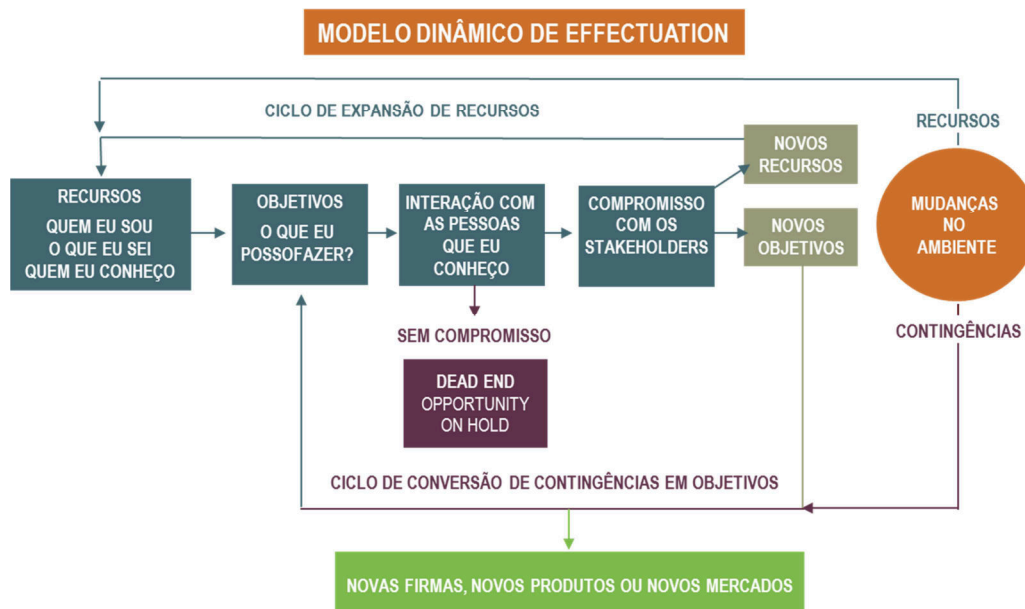 MODELO DINÂMICO DE EFFECTUATION
CICLO DE EXPANSÃO DE RECURSOS
RECURSOS
NOVOS
RECURSOS
RECURSOS
QUEM EU SOU
O QUE EU SEI
QUEM EU CONHEÇO
OBJETIVOS
O QUE EU
POSSOFAZER?
INTERAÇÃO COM
AS PESSOAS
QUE EU
CONHEÇO
COMPROMISSO
COM OS
STAKEHOLDERS
NOVOS
OBJETIVOS
MUDANÇAS
NO
AMBIENTE
SEM COMPROMISSO
CONTINGÊNCIAS
DEAD END
OPPORTUNITY
ON HOLD
CICLO DE CONVERSÃO DE CONTINGÊNCIAS EM OBJETIVOS
NOVAS FIRMAS, NOVOS PRODUTOS OU NOVOS MERCADOS